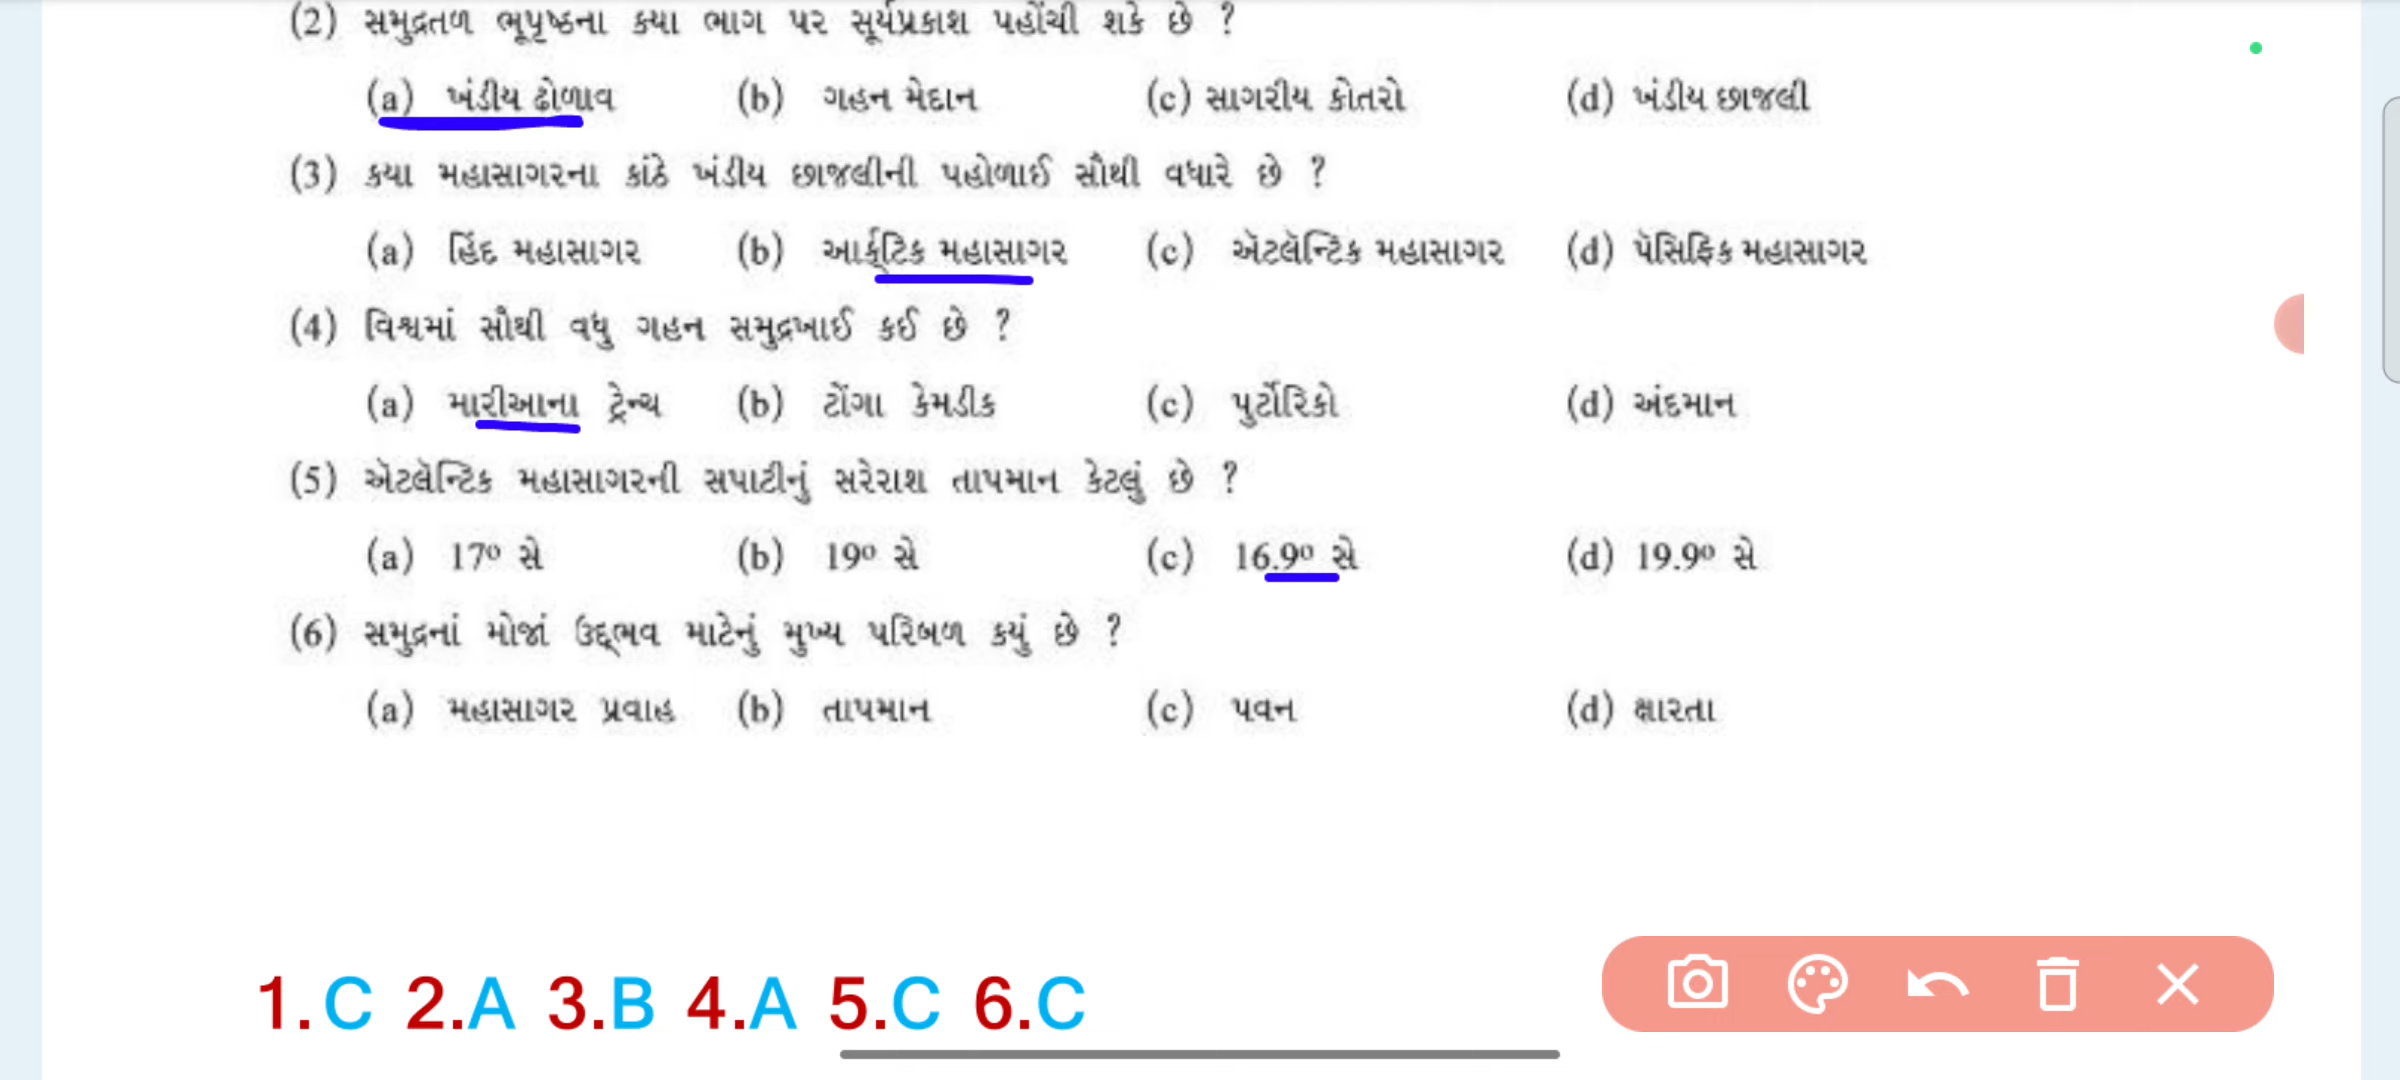 (2) સમુદ્રતળ ભૂપૃષ્ઠના કયા ભાગ પર સૂર્યપ્રકાશ પહોંચી શકે છે ?
(a) ખંડીય ઢોળાવ (b) ગહન મેદાન (c) સાગરીય કોતરો (d) ખંડીય છાજલી
(3) કયા મહાસાગરના કાંઠે ખંડીય છાજલીની પહોળાઈ સૌથી વધારે છે ?
(a) હિંદ મહાસાગર (b) આર્ક્ટિક મહાસાગર (c) ઍટલૅન્ટિક મહાસાગર (d) પૅસિફિક મહાસાગર
(4) વિશ્વમાં સૌથી વધુ ગહન સમુદ્રખાઈ કઈ છે ?
(a) મારીઆના ટ્રેન્ચ (b) ટોંગા કેમડીક (c) પુર્ટોરિકો (d) અંદમાન
(5) ઍટલૅન્ટિક મહાસાગરની સપાટીનું સરેરાશ તાપમાન કેટલું છે ?
(a) 17° સે (b) 19° સે (c) 16.9° સે (d) 19.9° સે
(6) સમુદ્રનાં મોજાં ઉદ્દ્ભવ માટેનું મુખ્ય પરિબળ કયું છે ?
(a) મહાસાગર પ્રવાહ (b) તાપમાન (c) પવન (d) ક્ષારતા
1.C 2.A 3.B 4.A 5.C 6.C